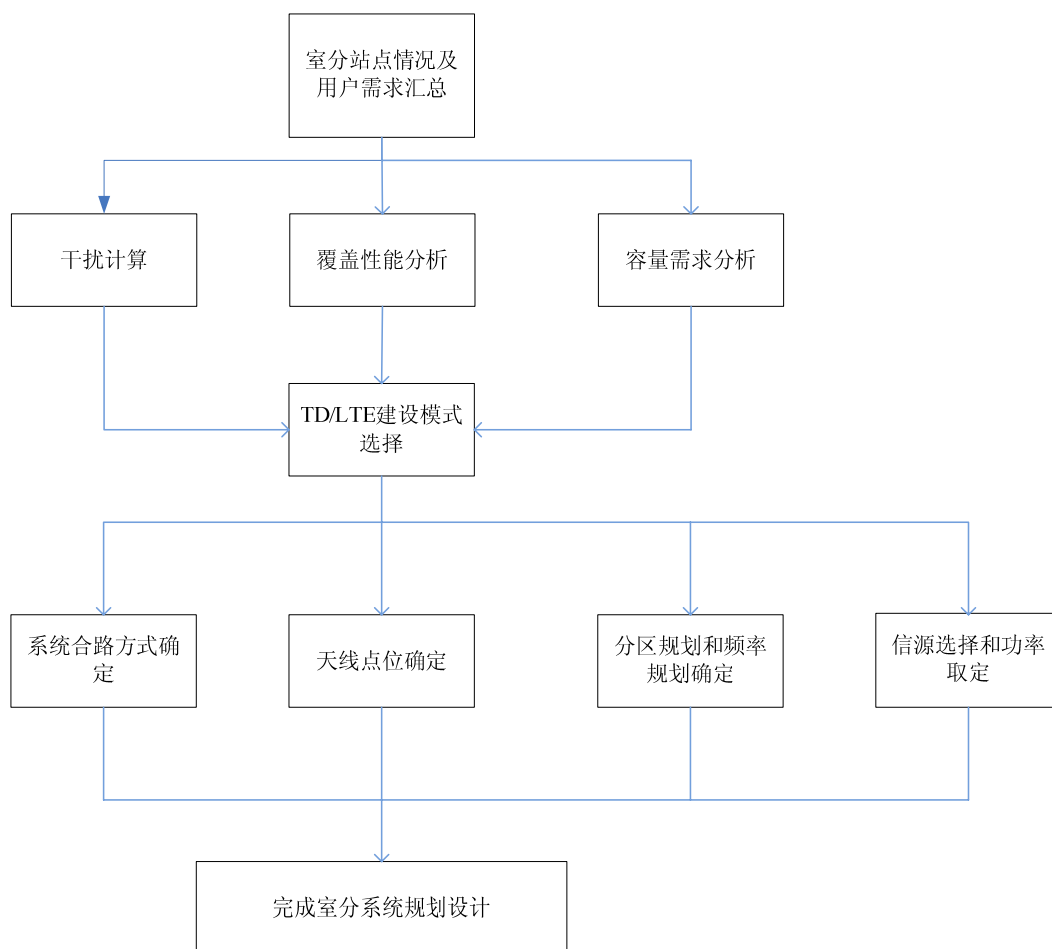 室分站点情况及
用户需求汇总
干扰计算
覆盖性能分析
容量需求分析
TD/LTE建设模式
选择
系统合路方式确
定
天线点位确定
分区规划和频率
规划确定
信源选择和功率
取定
完成室分系统规划设计